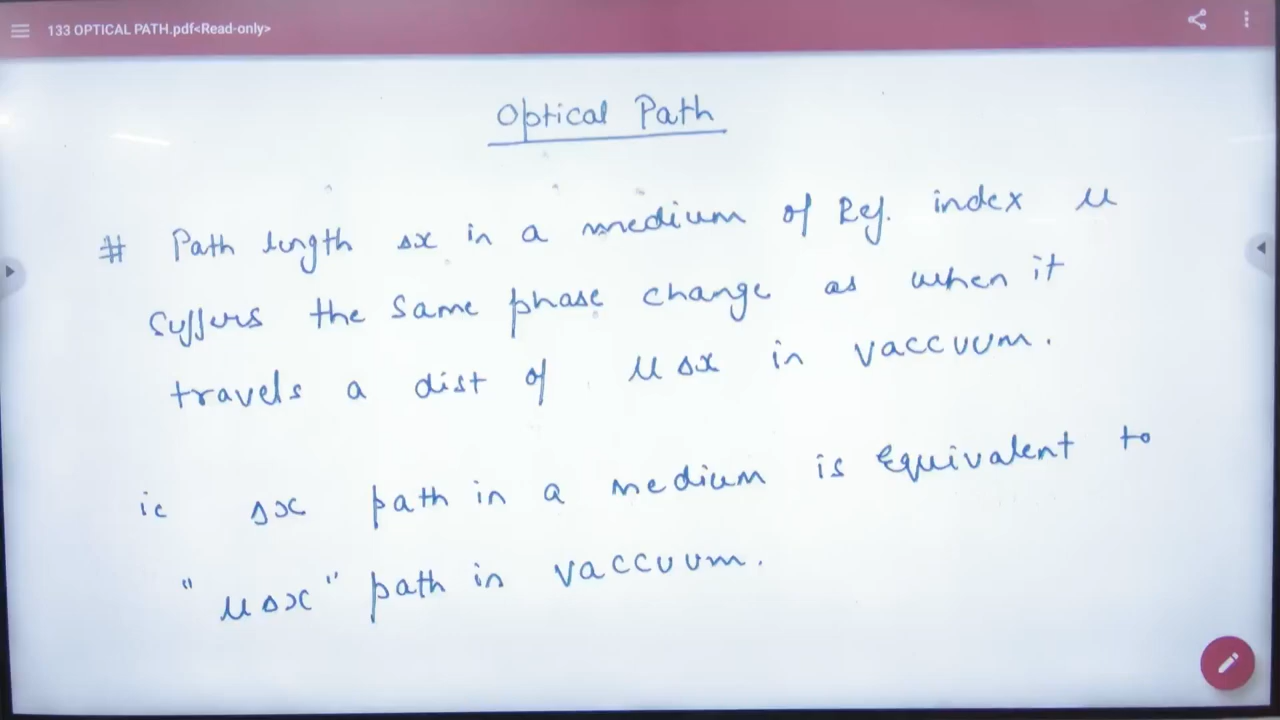 133 OPTICAL PATH.pdf<Read-only>
Optical Path
# Path length Δx in a medium of Ref. index μ
suffers the same phase change as when it
travels a dist of μΔx in vaccuum.
ie Δx path in a medium is equivalent to
"μΔx" path in vaccuum.